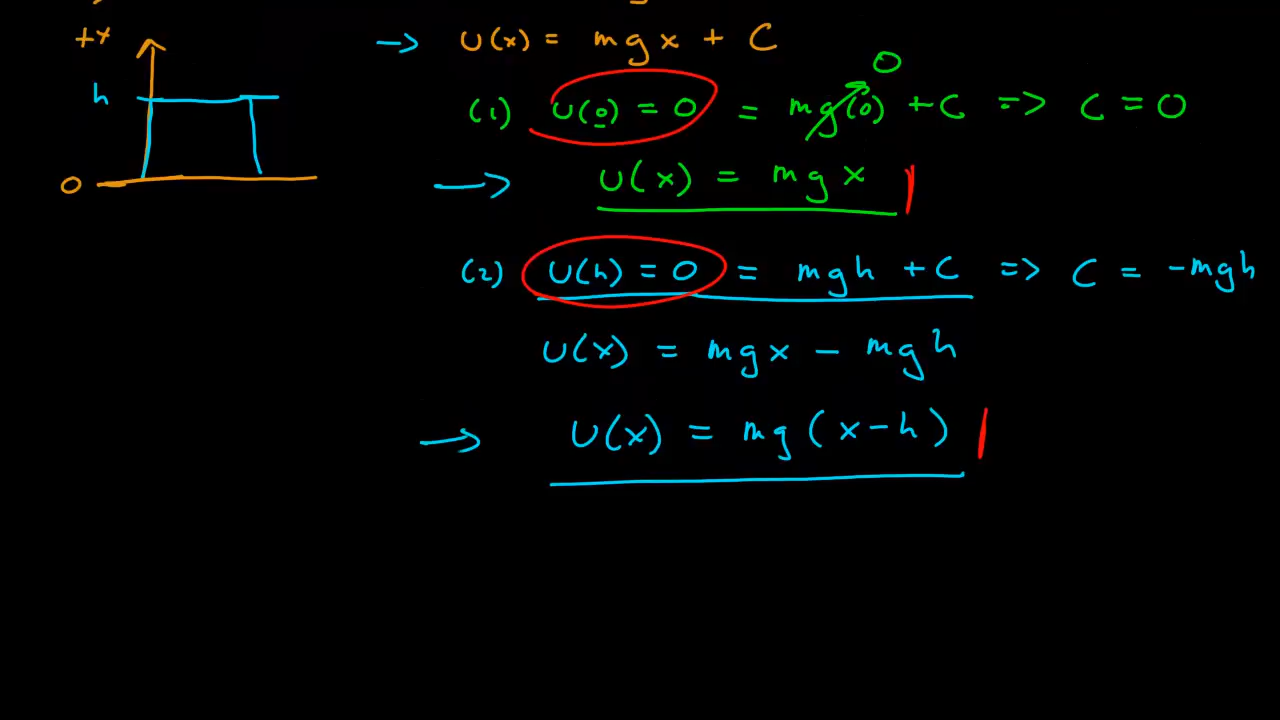 +x
h
0
→ U(x) = mgx + C
0
(1) U(0) = 0 = mg(0) + C => C = 0
→ U(x) = mgx
(2) U(h) = 0 = mgh + C => C = -mgh
U(x) = mgx - mgh
→ U(x) = mg(x-h)